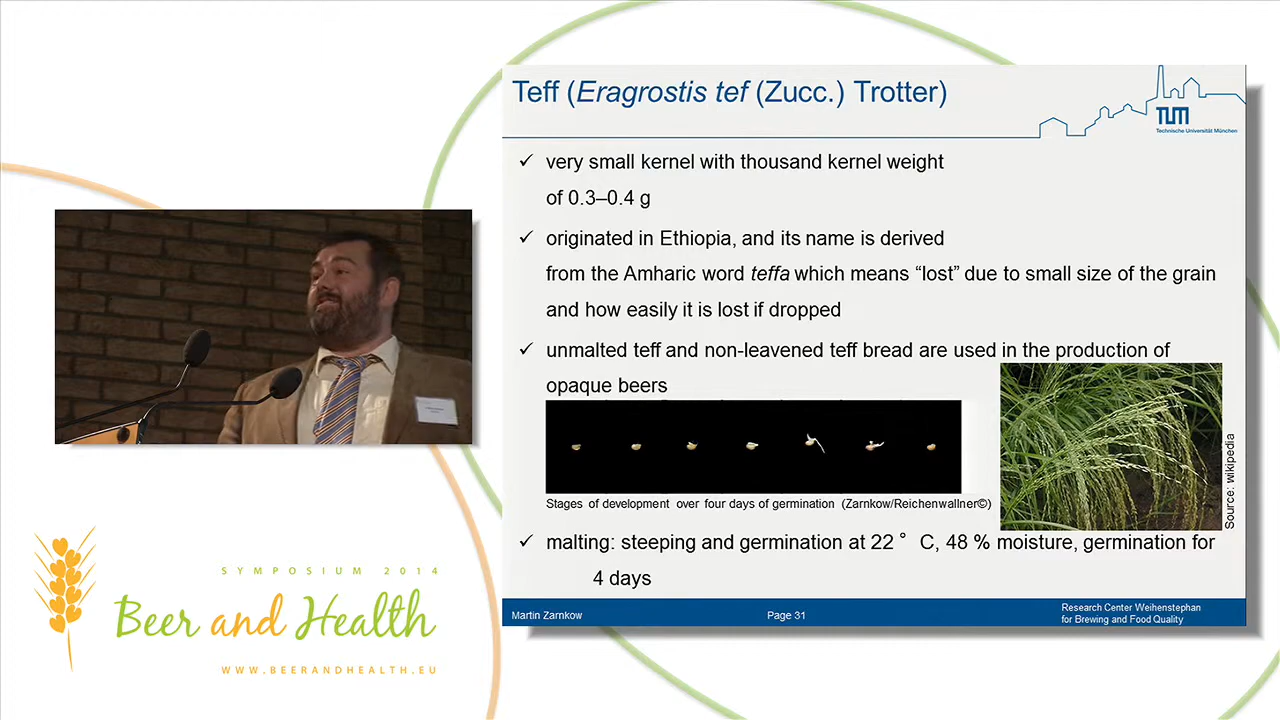 Teff (Eragrostis tef (Zucc.) Trotter)
TUM
Technische Universität München
✓ very small kernel with thousand kernel weight
of 0.3–0.4 g
✓ originated in Ethiopia, and its name is derived
from the Amharic word teffa which means “lost” due to small size of the grain
and how easily it is lost if dropped
✓ unmalted teff and non-leavened teff bread are used in the production of
opaque beers
Stages of development over four days of germination (Zarnkow/Reichenwallner©)
Source: wikipedia
✓ malting: steeping and germination at 22 ° C, 48 % moisture, germination for
4 days
Martin Zarnkow
Page 31
Research Center Weihenstephan
for Brewing and Food Quality
SYMPOSIUM 2014
Beer and Health
WWW.BEERANDHEALTH.EU